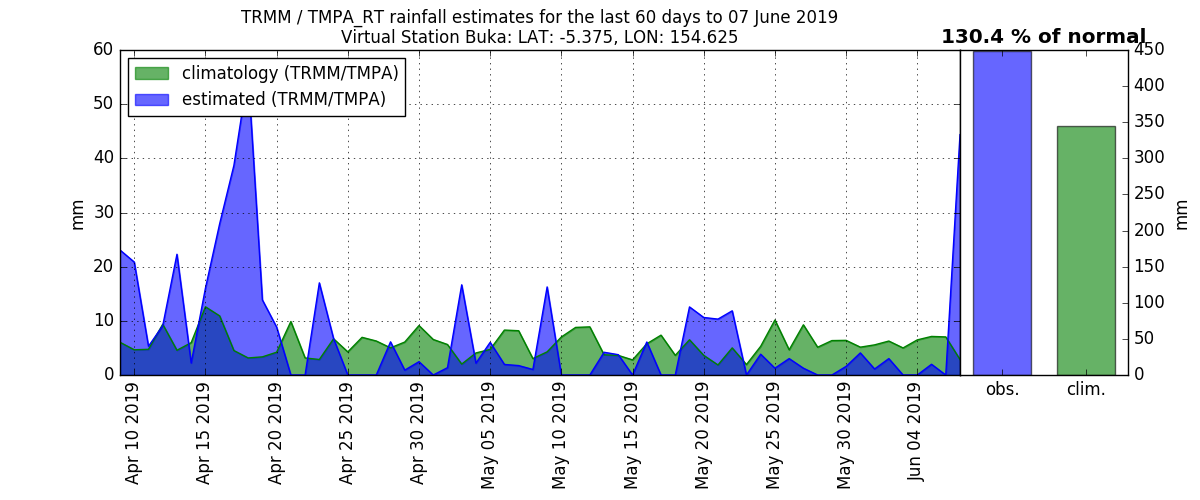 TRMM / TMPA_RT rainfall estimates for the last 60 days to 07 June 2019
Virtual Station Buka: LAT: -5.375, LON: 154.625
130.4 % of normal
climatology (TRMM/TMPA)
estimated (TRMM/TMPA)
mm
60
50
40
30
20
10
0
Apr 10 2019
Apr 15 2019
Apr 20 2019
Apr 25 2019
Apr 30 2019
May 05 2019
May 10 2019
May 15 2019
May 20 2019
May 25 2019
May 30 2019
Jun 04 2019
obs.
clim.
450
400
350
300
250
200
150
100
50
0
mm